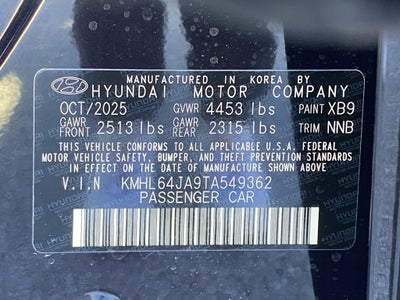 MANUFACTURED IN KOREA BY
HYUNDAI MOTOR COMPANY
OCT/2025 GVWR 4453 lbs PAINT XB9
GAWR FRONT 2513 lbs GAWR REAR 2315 lbs TRIM NNB
THIS VEHICLE CONFORMS TO ALL APPLICABLE U.S.A. FEDERAL
MOTOR VEHICLE SAFETY, BUMPER, AND THEFT PREVENTION STANDARDS
IN EFFECT ON THE DATE OF MANUFACTURE SHOWN ABOVE
V.I.N KMHL64JA9TA549362
PASSENGER CAR